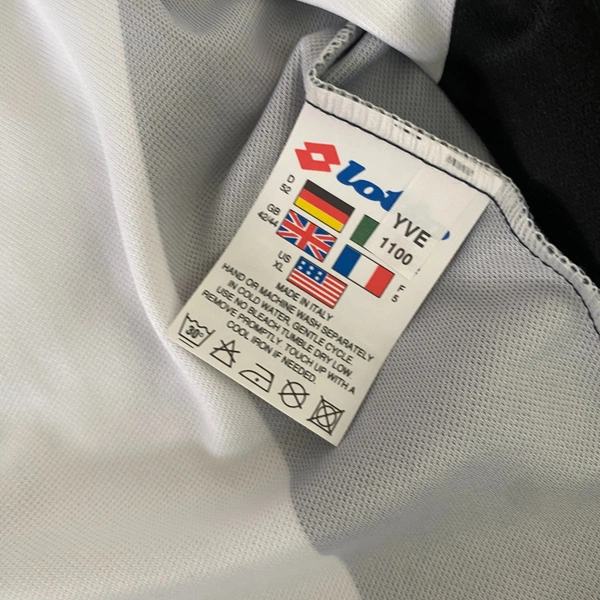 Lot
YVE
1100
D
52
GB
42/44
US
XL
F
5
MADE IN ITALY
HAND OR MACHINE WASH SEPARATELY
IN COLD WATER, GENTLE CYCLE.
USE NO BLEACH TUMBLE DRY LOW.
REMOVE PROMPTLY. TOUCH UP WITH A
COOL IRON IF NEEDED.
30°